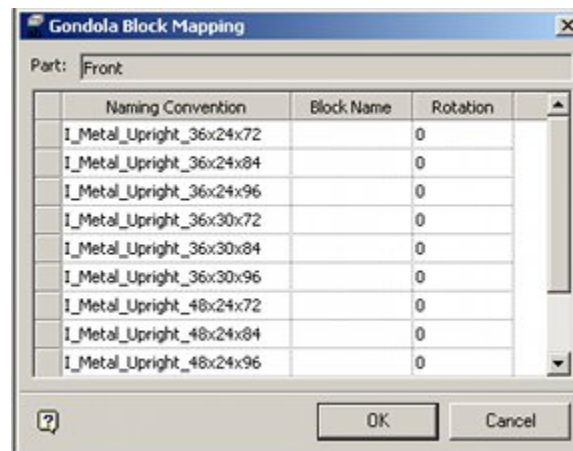 Gondola Block Mapping
Part: Front
Naming Convention Block Name Rotation
I_Metal_Upright_36x24x72 0
I_Metal_Upright_36x24x84 0
I_Metal_Upright_36x24x96 0
I_Metal_Upright_36x30x72 0
I_Metal_Upright_36x30x84 0
I_Metal_Upright_36x30x96 0
I_Metal_Upright_48x24x72 0
I_Metal_Upright_48x24x84 0
I_Metal_Upright_48x24x96 0
? OK Cancel